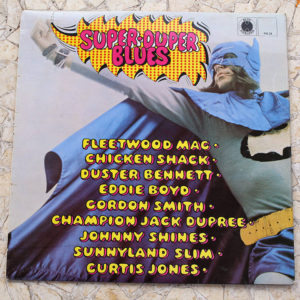 SUPER-DUPER
BLUES
FLEETWOOD MAC•
CHICKEN SHACK•
DUSTER BENNETT•
EDDIE BOYD•
GORDON SMITH•
CHAMPION JACK DUPREE•
JOHNNY SHINES•
SUNNYLAND SLIM•
CURTIS JONES•